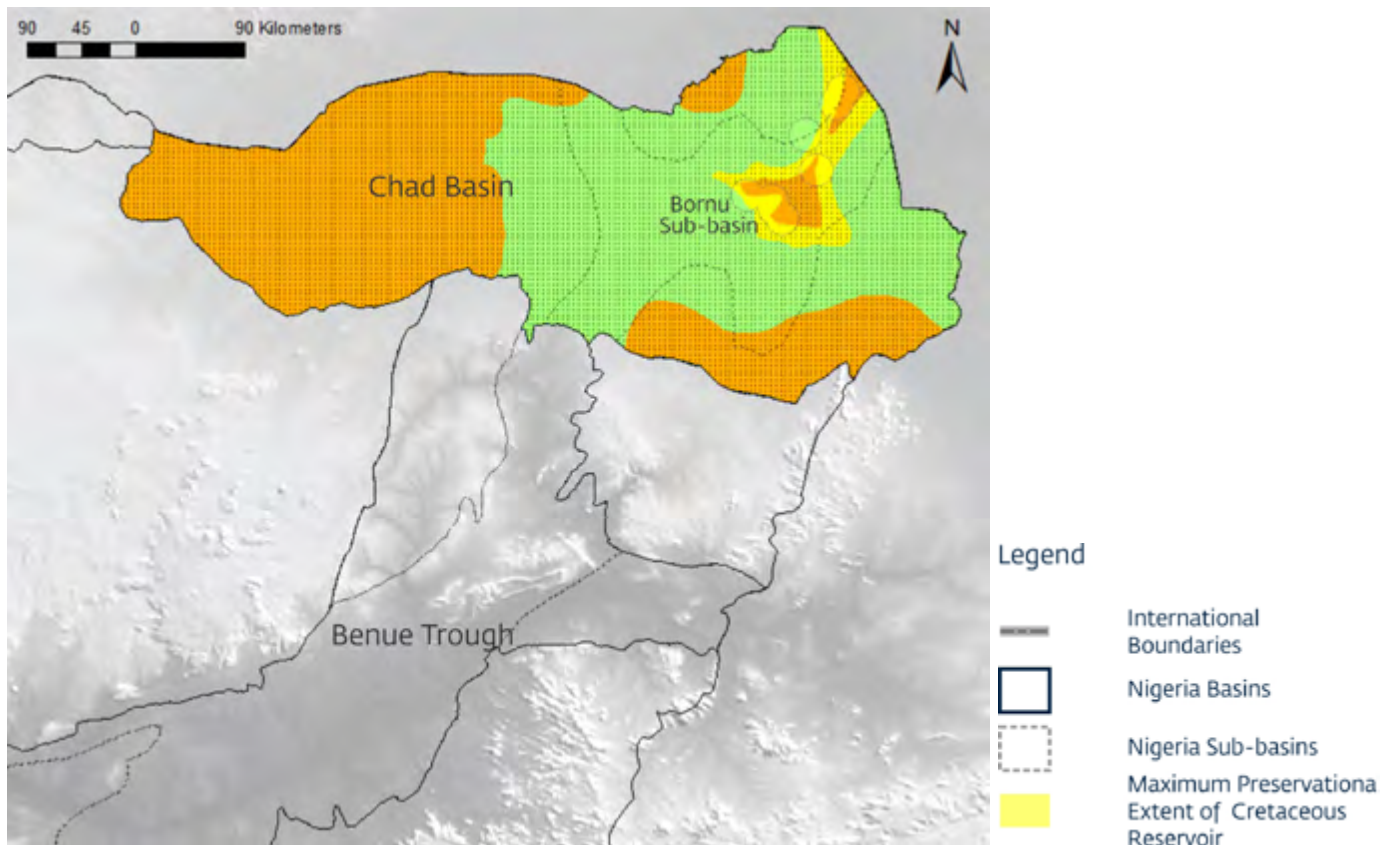 90 45 0 90 Kilometers
N
Chad Basin
Bornu
Sub-basin
Benue Trough
Legend
International
Boundaries
Nigeria Basins
Nigeria Sub-basins
Maximum Preservationa
Extent of Cretaceous
Reservoir